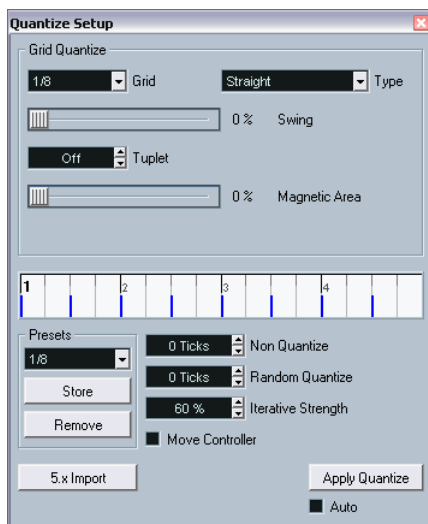 Quantize Setup
Grid Quantize
1/8 Grid Straight Type
0 % Swing
Off Tuplet
0 % Magnetic Area
1 2 3 4
Presets
1/8
Store
Remove
0 Ticks Non Quantize
0 Ticks Random Quantize
60 % Iterative Strength
Move Controller
5.x Import Apply Quantize
Auto